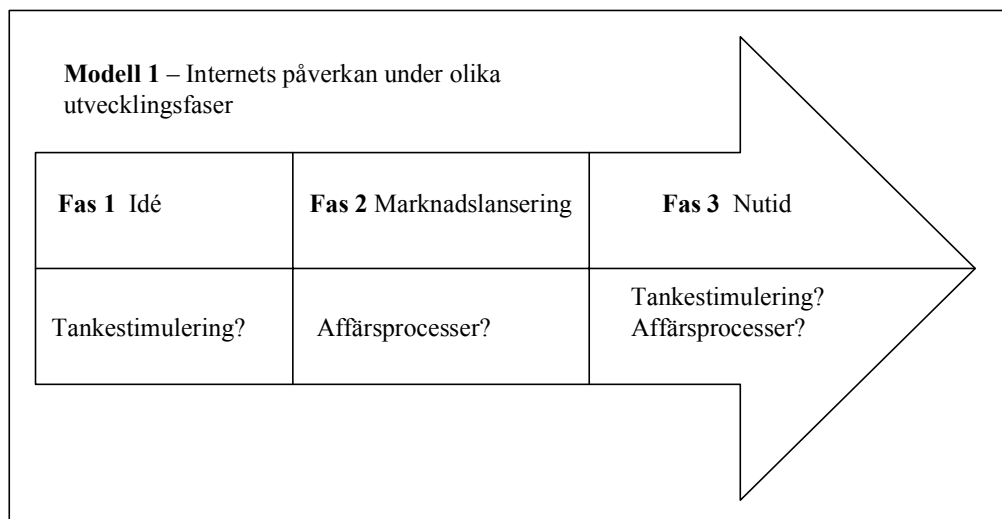 Modell 1 – Internets påverkan under olika
utvecklingsfaser
Fas 1 Idé
Fas 2 Marknadslansering
Fas 3 Nutid
Tankestimulering?
Affärsprocesser?
Tankestimulering?
Affärsprocesser?